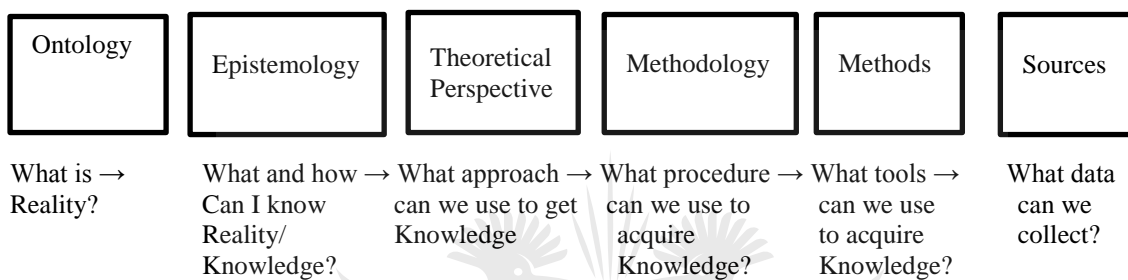 Ontology
Epistemology
Theoretical
Perspective
Methodology
Methods
Sources
What is →
Reality?
What and how →
Can I know
Reality/
Knowledge?
What approach →
can we use to get
Knowledge
What procedure →
can we use to
acquire
Knowledge?
What tools →
can we use
to acquire
Knowledge?
What data
can we
collect?